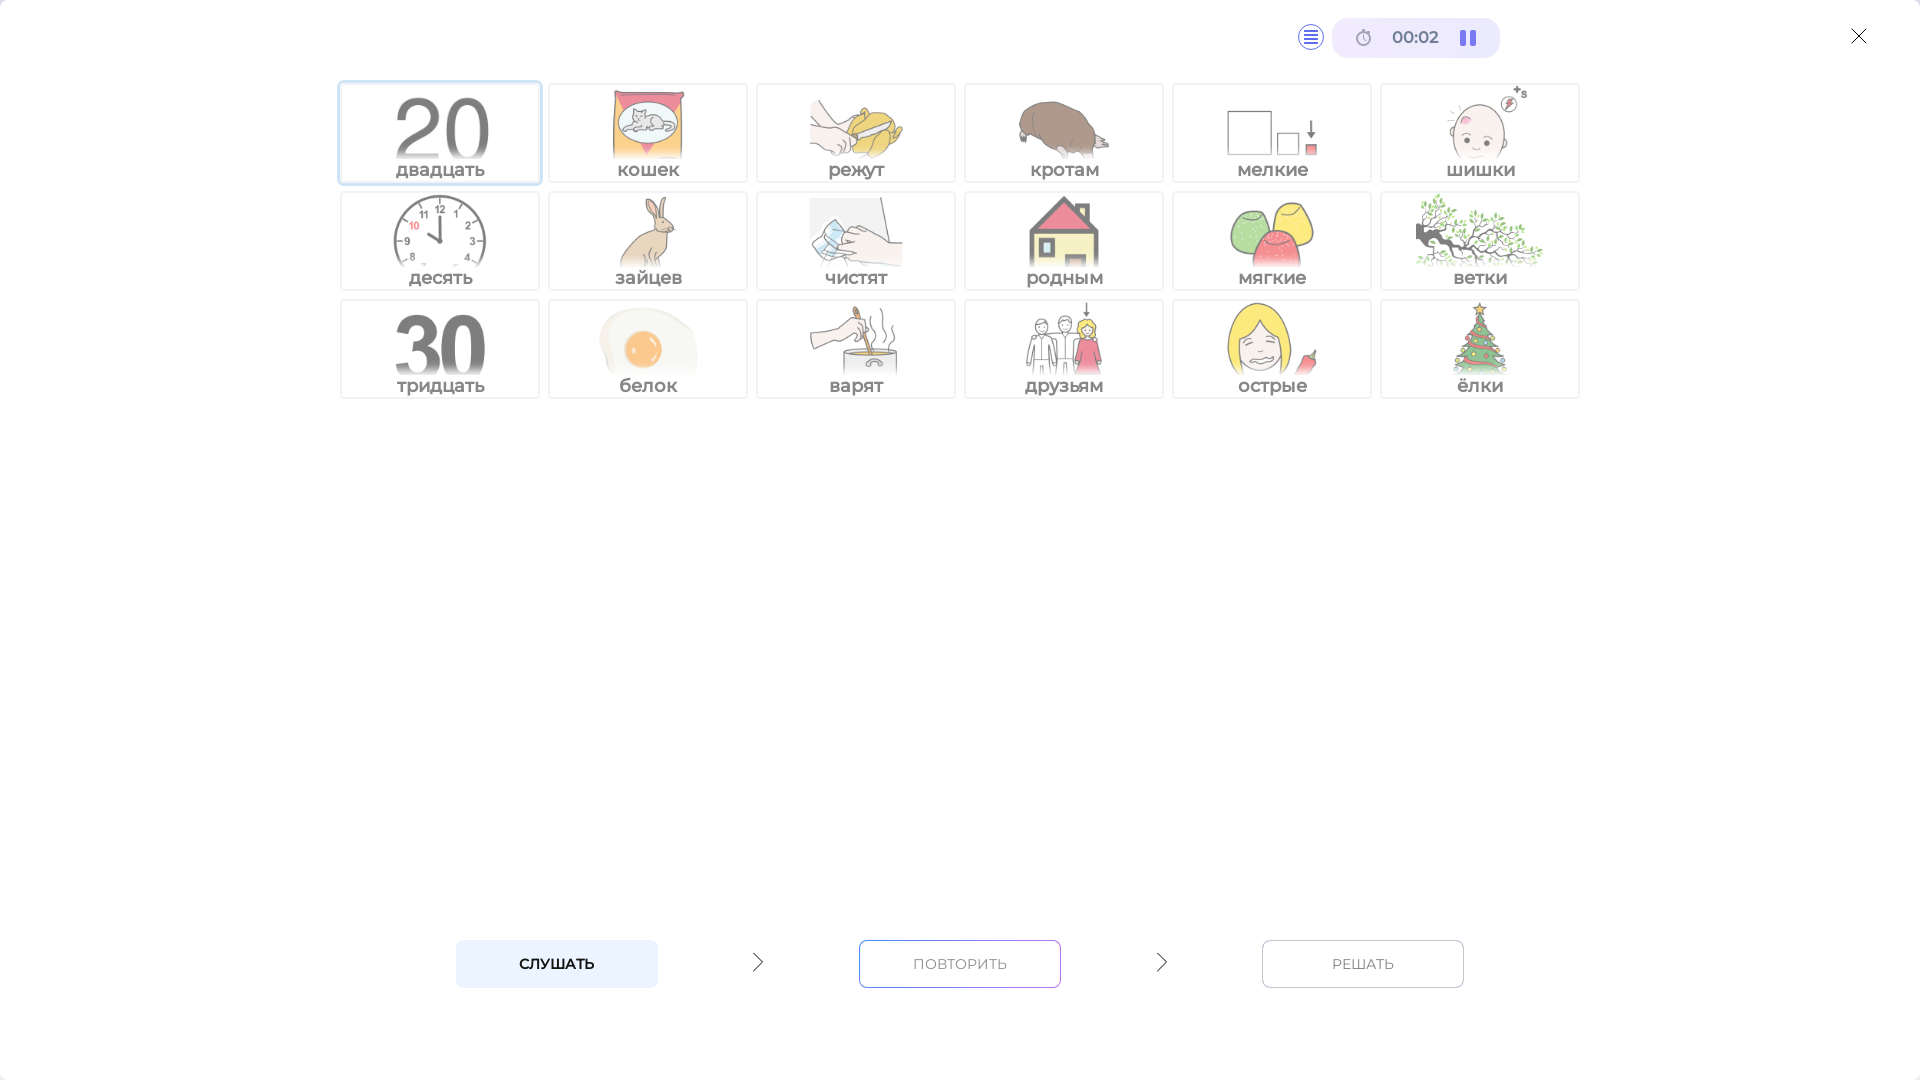 00:02
20
двадцать
кошек
режут
кротам
мелкие
+s
шишки
десять
зайцев
чистят
родным
мягкие
ветки
30
тридцать
белок
варят
друзьям
острые
ёлки
СЛУШАТЬ
ПОВТОРИТЬ
РЕШАТЬ